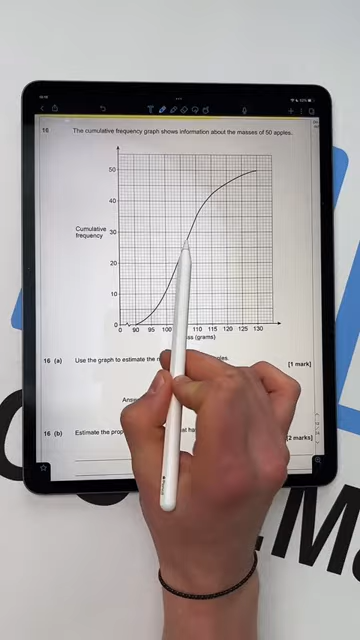 16 The cumulative frequency graph shows information about the masses of 50 apples.
50
40
Cumulative 30
frequency
20
10
0
0 90 95 100 110 115 120 125 130
(grams)
16 (a) Use the graph to estimate the
[1 mark]
16 (b) Estimate the
[2 marks]